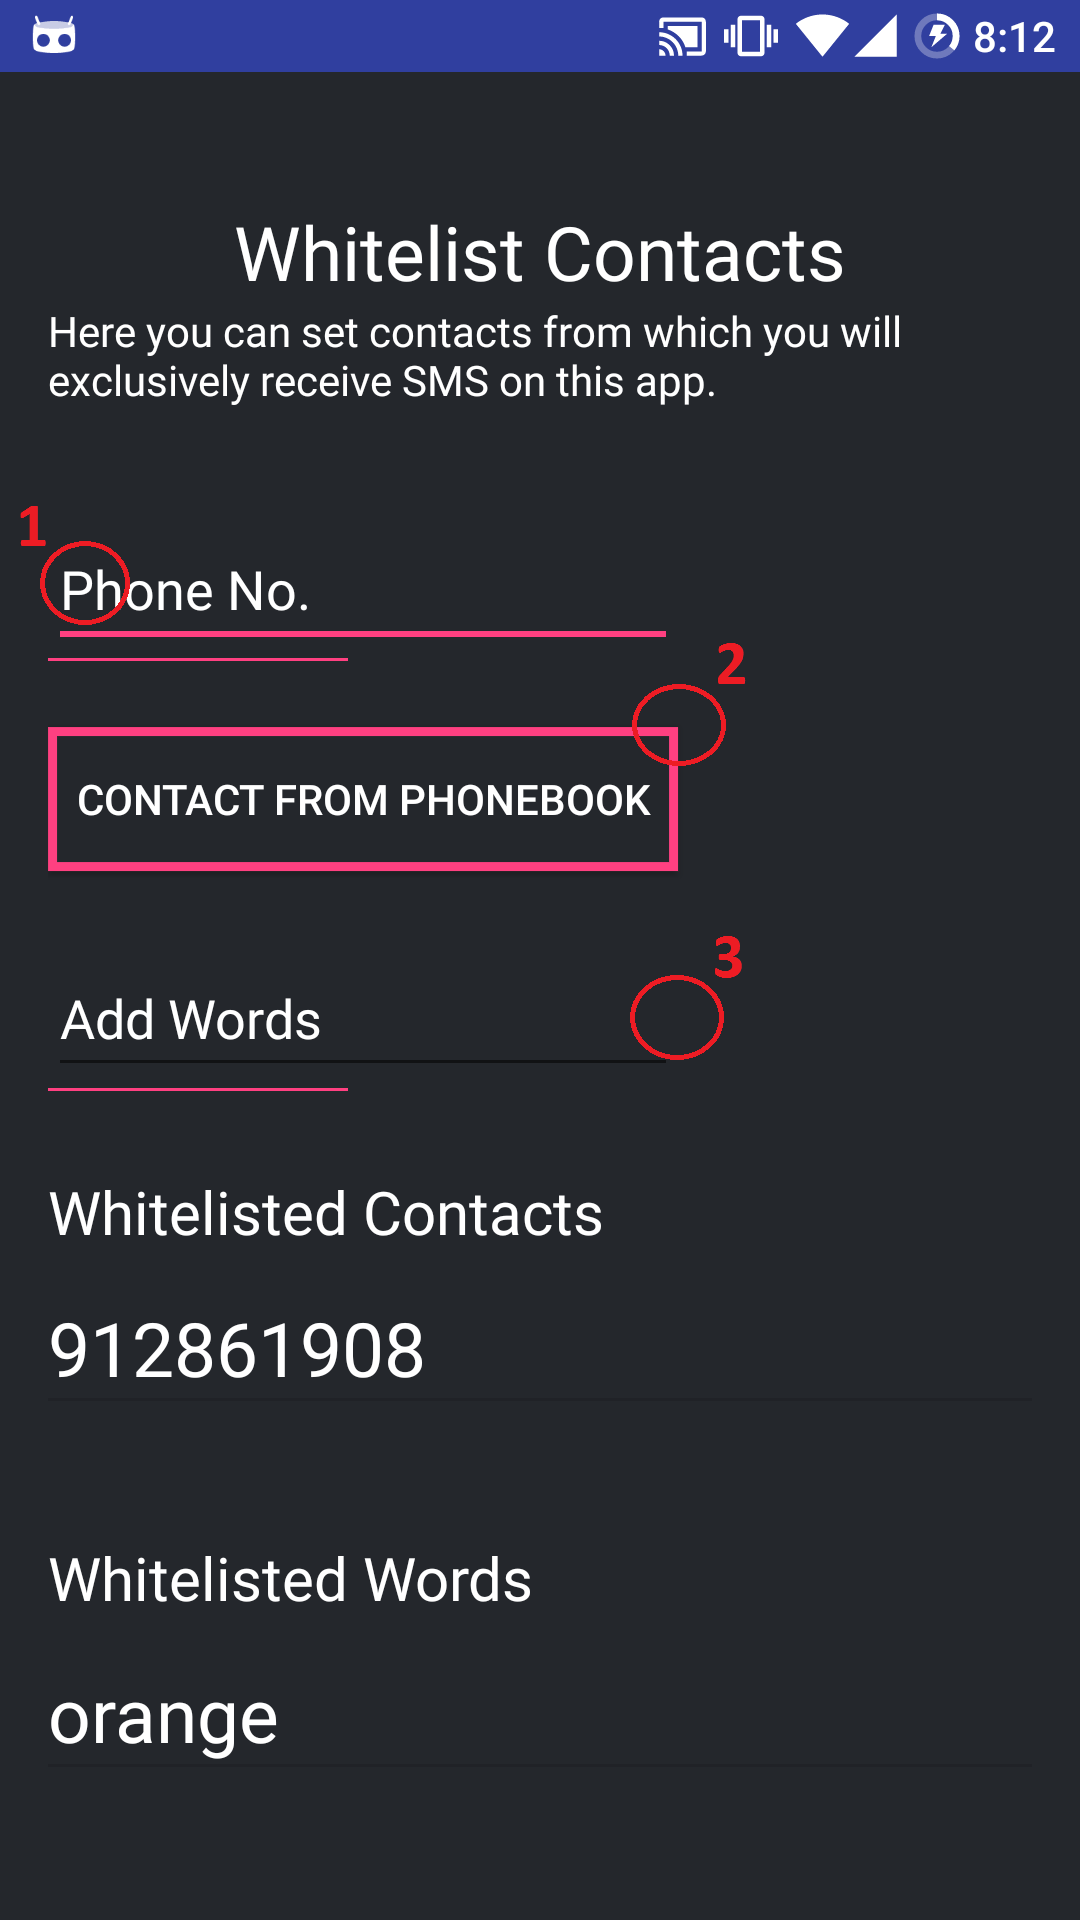 8:12
Whitelist Contacts
Here you can set contacts from which you will
exclusively receive SMS on this app.
1
Phone No.
2
CONTACT FROM PHONEBOOK
3
Add Words
Whitelisted Contacts
912861908
Whitelisted Words
orange